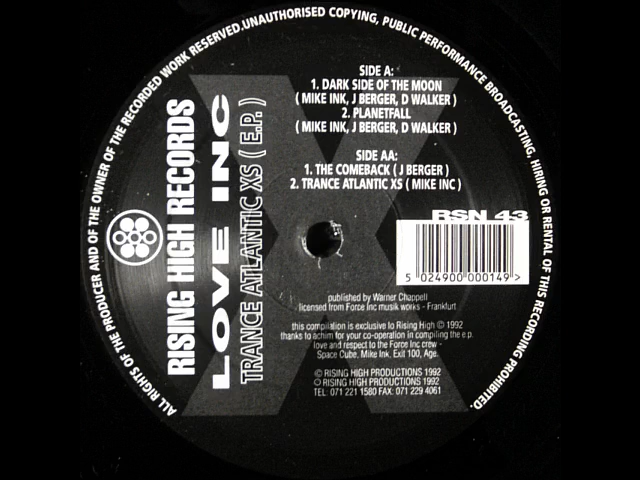 ALL RIGHTS OF THE PRODUCER AND OF THE OWNER OF THE RECORDED WORK RESERVED.UNAUTHORISED COPYING, PUBLIC PERFORMANCE BROADCASTING, HIRING OR RENTAL OF THIS RECORDING PROHIBITED.
RISING HIGH RECORDS
LOVE INC
TRANCE ATLANTIC XS ( E.P. )
SIDE A:
1. DARK SIDE OF THE MOON
( MIKE INK, J BERGER, D WALKER )
2. PLANETFALL
( MIKE INK, J BERGER, D WALKER )
SIDE AA:
1. THE COMEBACK ( J BERGER )
2. TRANCE ATLANTIC XS ( MIKE INC )
RSN 43
5 024900 000149 >
published by Warner Chappell
licensed from Force Inc musik works - Frankfurt
this compilation is exclusive to Rising High © 1992
thanks to achim for your co-operation in compiling the e.p.
love and respect to the Force Inc crew -
Space Cube, Mike Ink, Exit 100, Age.
© RISING HIGH PRODUCTIONS 1992
℗ RISING HIGH PRODUCTIONS 1992
TEL: 071 221 1580 FAX: 071 229 4061